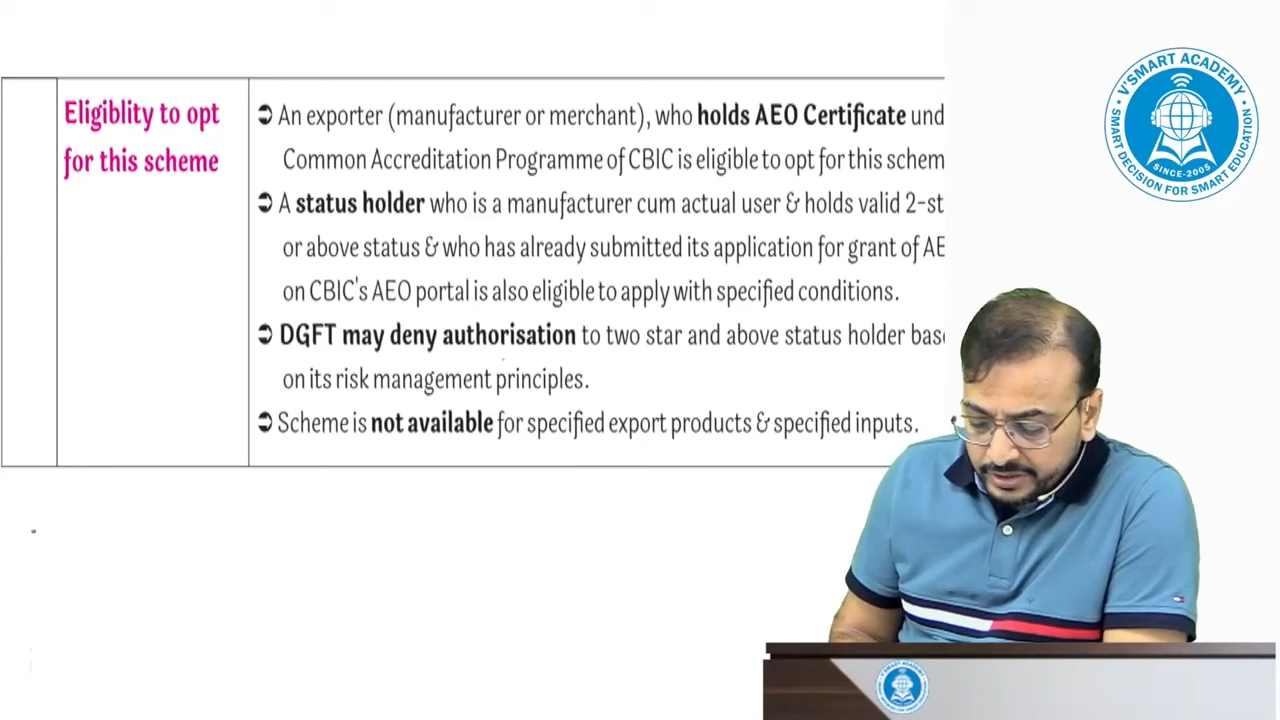 Eligiblity to opt
for this scheme
➲ An exporter (manufacturer or merchant), who holds AEO Certificate und
Common Accreditation Programme of CBIC is eligible to opt for this schem
➲ A status holder who is a manufacturer cum actual user & holds valid 2-st
or above status & who has already submitted its application for grant of AE
on CBIC's AEO portal is also eligible to apply with specified conditions.
➲ DGFT may deny authorisation to two star and above status holder base
on its risk management principles.
➲ Scheme is not available for specified export products & specified inputs.
V'SMART ACADEMY
SINCE-2005
SMART DECISION FOR SMART EDUCATION
V'SMART ACADEMY